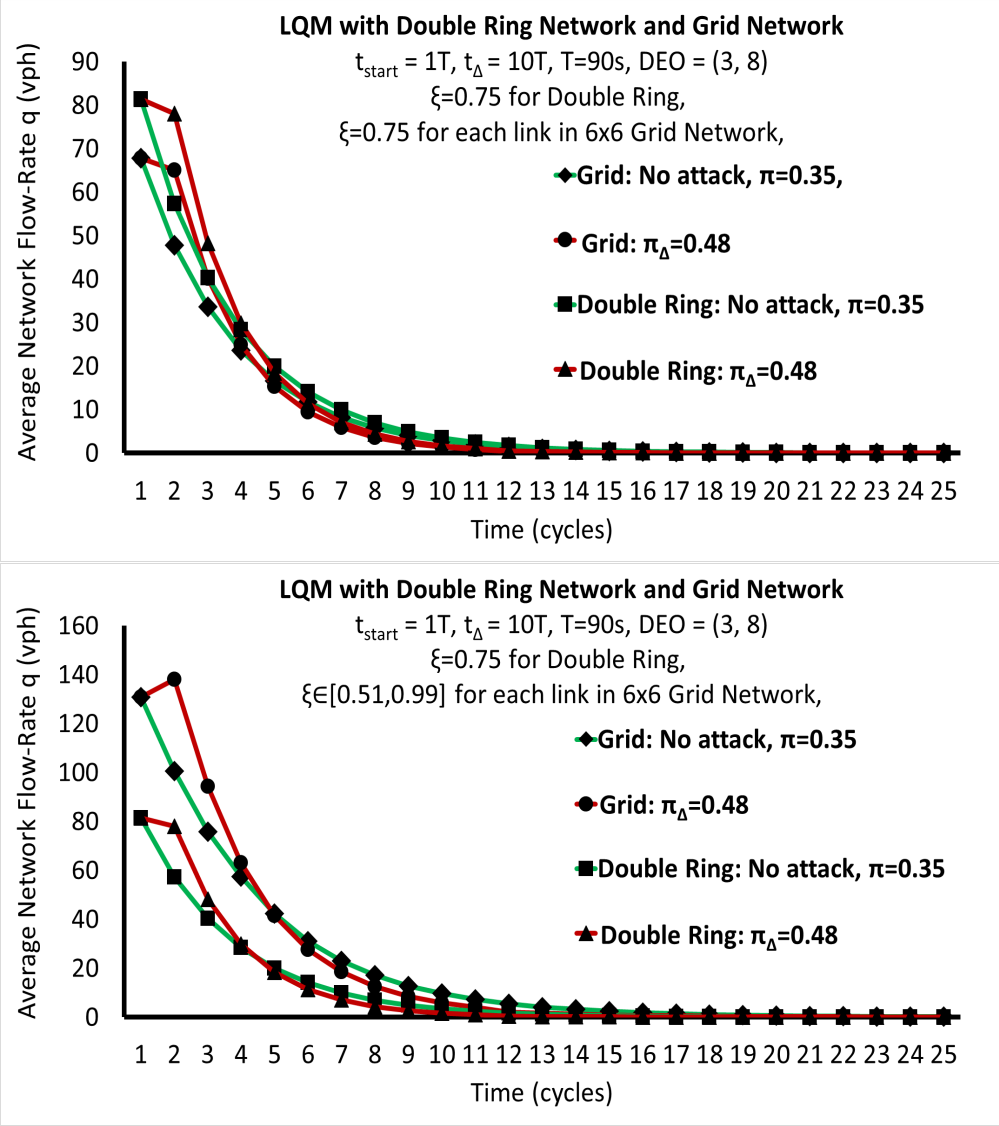 LQM with Double Ring Network and Grid Network
t_start = 1T, t_Δ = 10T, T=90s, DEO = (3, 8)
ξ=0.75 for Double Ring,
ξ=0.75 for each link in 6x6 Grid Network,
Average Network Flow-Rate q (vph)
90
80
70
60
50
40
30
20
10
0
Grid: No attack, π=0.35,
Grid: π_Δ=0.48
Double Ring: No attack, π=0.35
Double Ring: π_Δ=0.48
1 2 3 4 5 6 7 8 9 10 11 12 13 14 15 16 17 18 19 20 21 22 23 24 25
Time (cycles)
LQM with Double Ring Network and Grid Network
t_start = 1T, t_Δ = 10T, T=90s, DEO = (3, 8)
ξ=0.75 for Double Ring,
ξ∈[0.51,0.99] for each link in 6x6 Grid Network,
Average Network Flow-Rate q (vph)
160
140
120
100
80
60
40
20
0
Grid: No attack, π=0.35
Grid: π_Δ=0.48
Double Ring: No attack, π=0.35
Double Ring: π_Δ=0.48
1 2 3 4 5 6 7 8 9 10 11 12 13 14 15 16 17 18 19 20 21 22 23 24 25
Time (cycles)